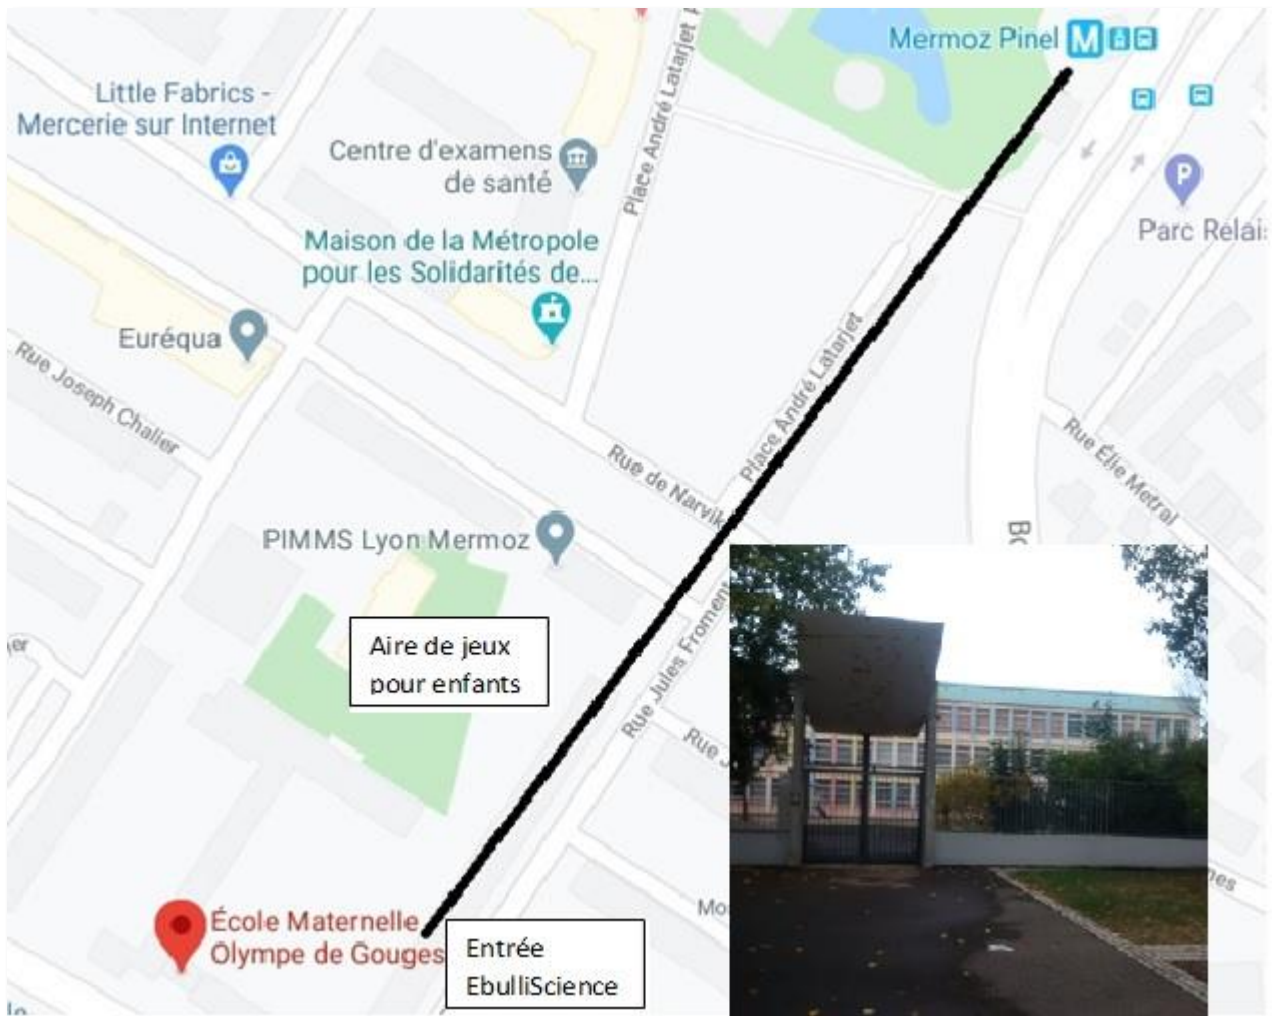 Mermoz Pinel M
Little Fabrics -
Mercerie sur Internet
Centre d'examens
de santé
Place André Latarjet
P
Parc Relai
Maison de la Métropole
pour les Solidarités de...
Euréqua
Rue Joseph Chalier
Place André Latarjet
Rue de Narvik
Rue Élie Metral
PIMMS Lyon Mermoz
Aire de jeux
pour enfants
Rue Jules Froment
Rue
École Maternelle
Olympe de Gouges
Entrée
EbulliScience